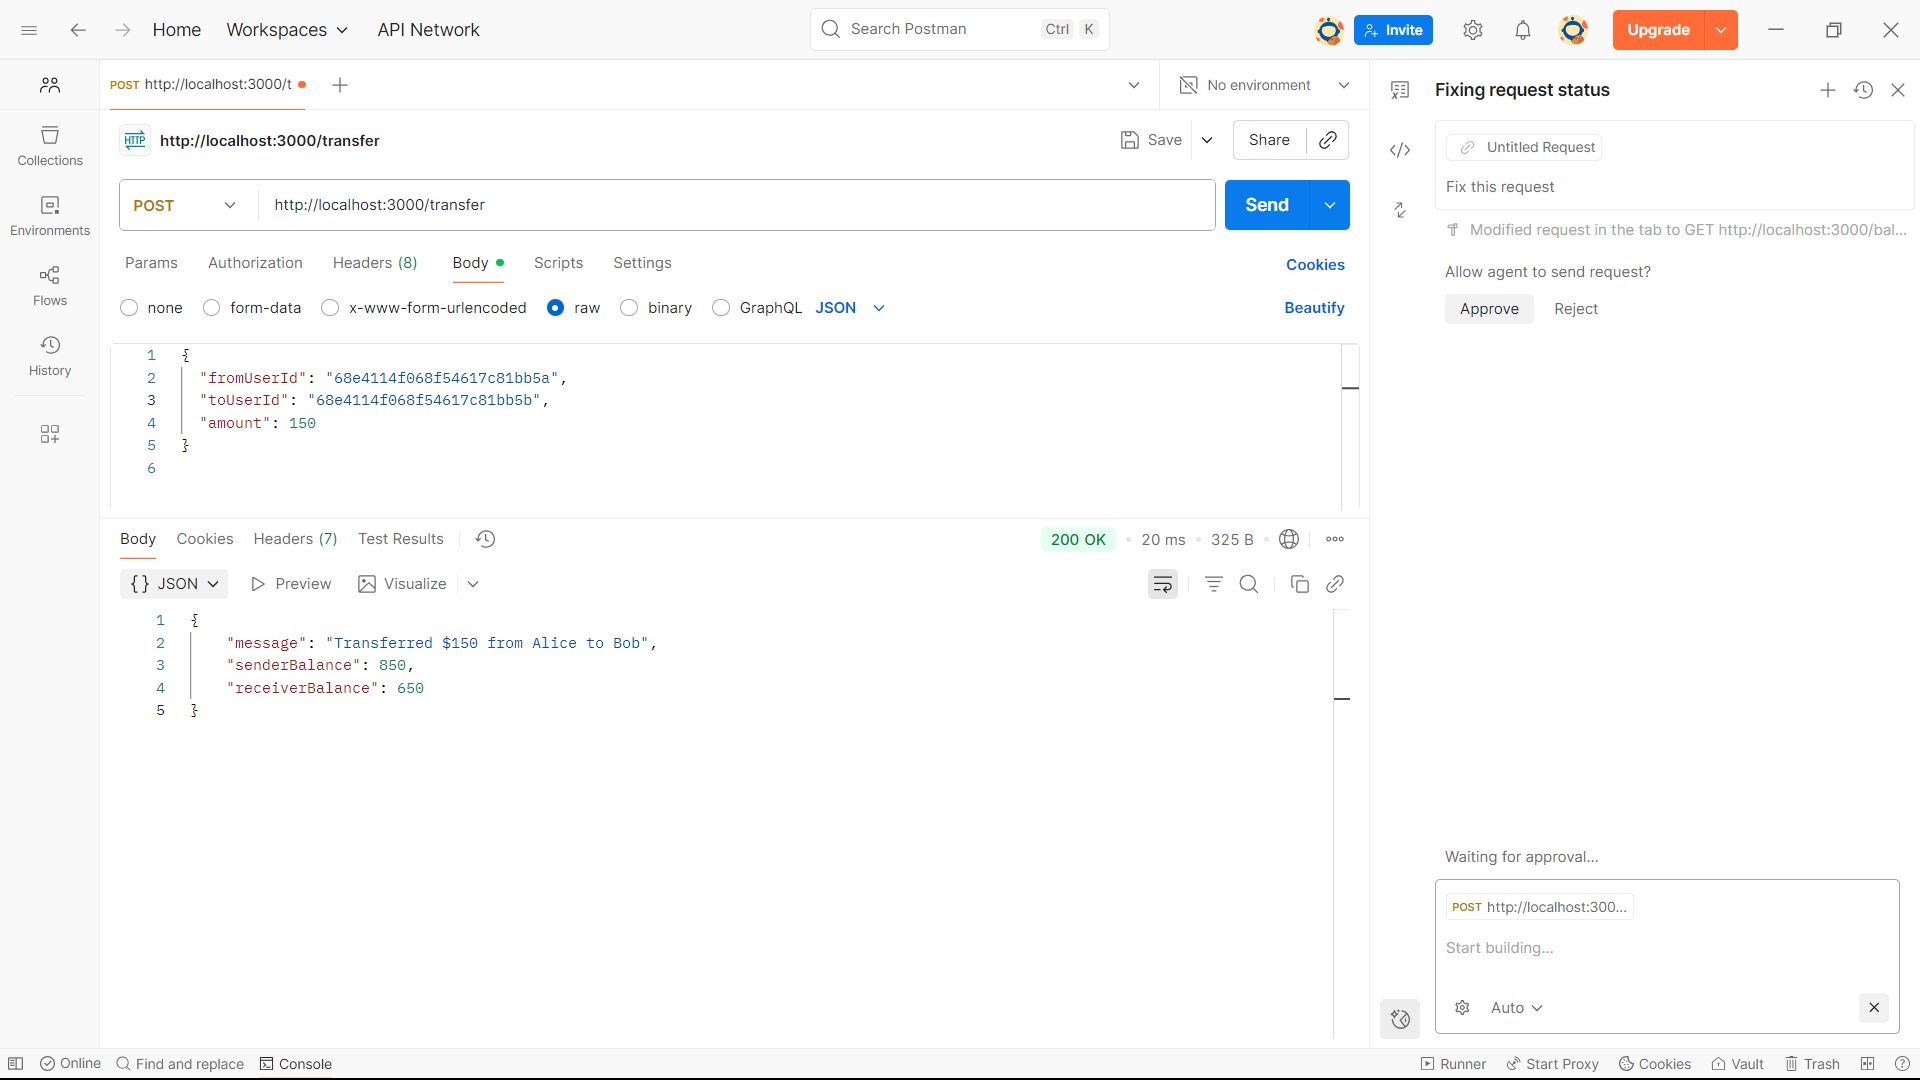 Home Workspaces API Network Search Postman Ctrl K Invite Upgrade
POST http://localhost:3000/t No environment Fixing request status
Collections
Environments
Flows
History
HTTP http://localhost:3000/transfer Save Share
POST http://localhost:3000/transfer Send
Params Authorization Headers (8) Body Scripts Settings Cookies
none form-data x-www-form-urlencoded raw binary GraphQL JSON Beautify
1 {
2 "fromUserId": "68e4114f068f54617c81bb5a",
3 "toUserId": "68e4114f068f54617c81bb5b",
4 "amount": 150
5 }
6
Body Cookies Headers (7) Test Results 200 OK 20 ms 325 B
{} JSON Preview Visualize
1 {
2 "message": "Transferred $150 from Alice to Bob",
3 "senderBalance": 850,
4 "receiverBalance": 650
5 }
Untitled Request
Fix this request
Modified request in the tab to GET http://localhost:3000/bal...
Allow agent to send request?
Approve Reject
Waiting for approval...
POST http://localhost:300...
Start building...
Auto
Online Find and replace Console Runner Start Proxy Cookies Vault Trash